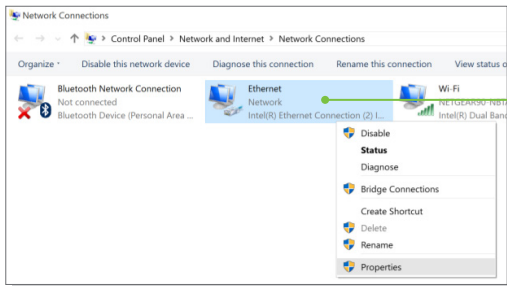 Network Connections
Control Panel > Network and Internet > Network Connections
Organize Disable this network device Diagnose this connection Rename this connection View status o
Bluetooth Network Connection
Not connected
Bluetooth Device (Personal Area ...
Ethernet
Network
Intel(R) Ethernet Connection (2) I...
Wi-Fi
NETGEAR90-
Intel(R) Dual Band
Disable
Status
Diagnose
Bridge Connections
Create Shortcut
Delete
Rename
Properties